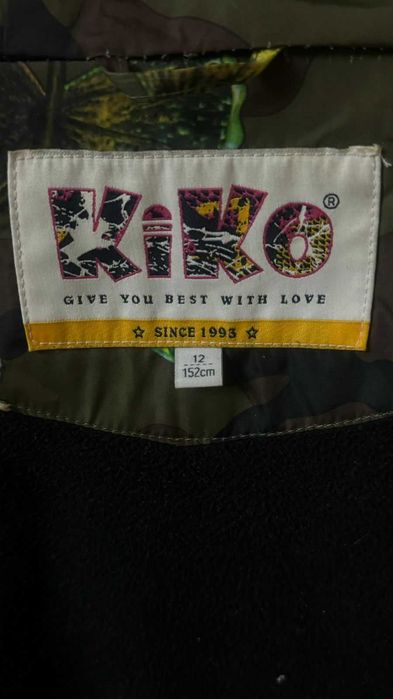 KiKo®
GIVE YOU BEST WITH LOVE
☆ SINCE 1993 ☆
12
152cm